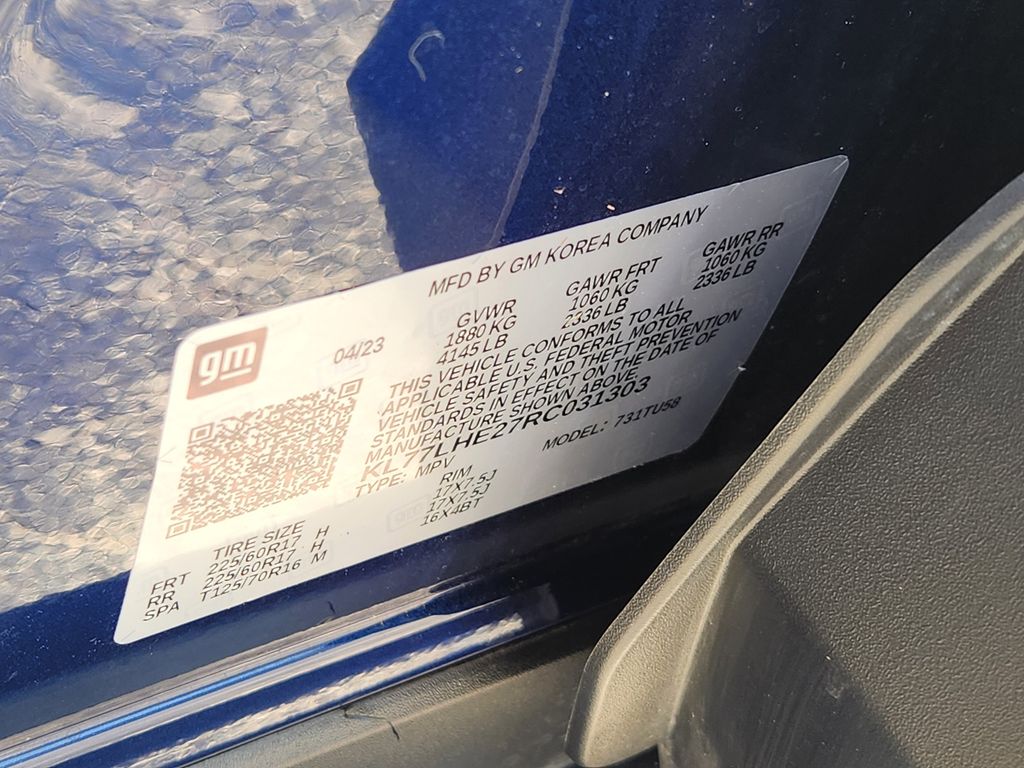 MFD BY GM KOREA COMPANY
gm
04/23
GVWR GAWR FRT GAWR RR
1880 KG 1060 KG 1060 KG
4145 LB 2336 LB 2336 LB
THIS VEHICLE CONFORMS TO ALL
APPLICABLE U.S. FEDERAL MOTOR
VEHICLE SAFETY AND THEFT PREVENTION
STANDARDS IN EFFECT ON THE DATE OF
MANUFACTURE SHOWN ABOVE.
KL77LHE27RC031303
TYPE: MPV MODEL: 731TU58
TIRE SIZE RIM
FRT 225/60R17 H 17X7.5J
RR 225/60R17 H 17X7.5J
SPA T125/70R16 M 16X4BT